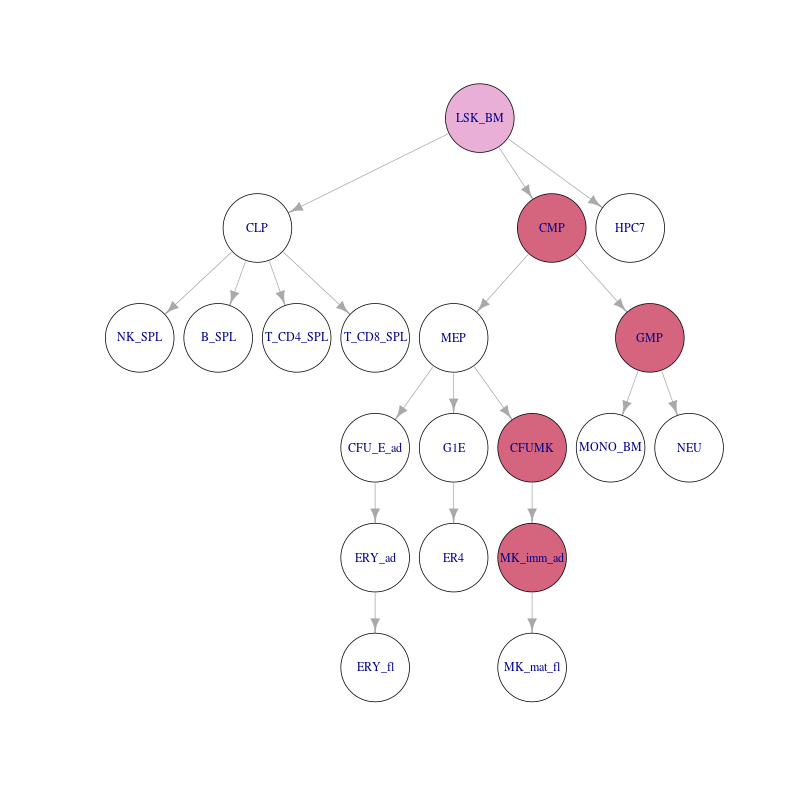 LSK_BM
CLP
CMP
HPC7
NK_SPL
B_SPL
T_CD4_SPL
T_CD8_SPL
MEP
GMP
CFU_E_ad
G1E
CFUMK
MONO_BM
NEU
ERY_ad
ER4
MK_imm_ad
ERY_fl
MK_mat_fl